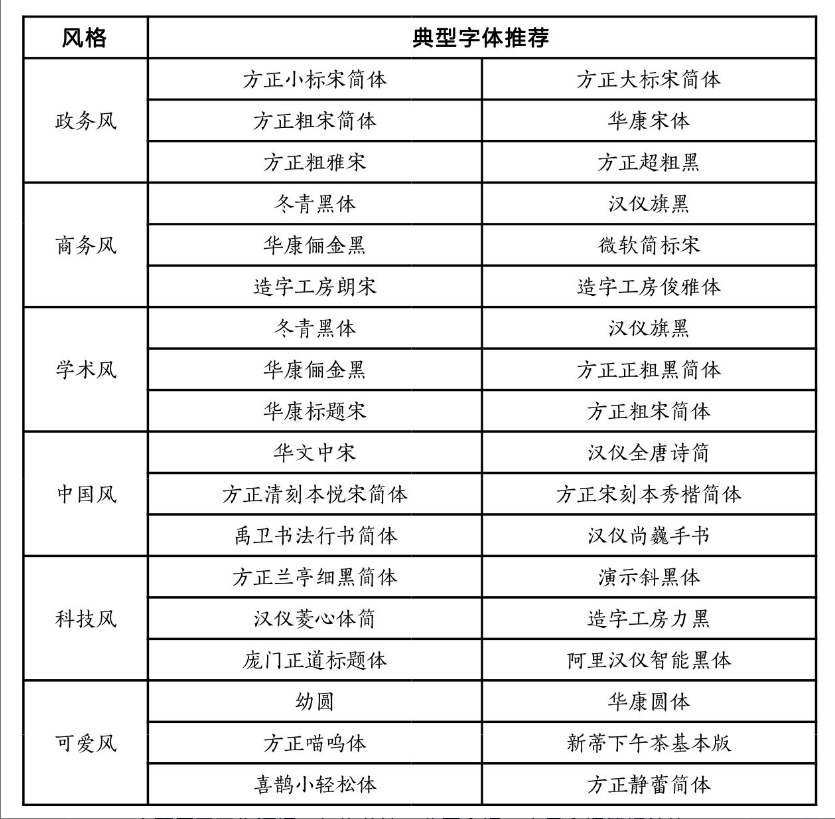 风格 典型字体推荐
方正小标宋简体 方正大标宋简体
政务风 方正粗宋简体 华康宋体
方正粗雅宋 方正超粗黑
冬青黑体 汉仪旗黑
商务风 华康俪金黑 微软简标宋
造字工房朗宋 造字工房俊雅体
冬青黑体 汉仪旗黑
学术风 华康俪金黑 方正正粗黑简体
华康标题宋 方正粗宋简体
华文中宋 汉仪全唐诗简
中国风 方正清刻本悦宋简体 方正宋刻本秀楷简体
禹卫书法行书简体 汉仪尚巍手书
方正兰亭细黑简体 演示斜黑体
科技风 汉仪菱心体简 造字工房力黑
庞门正道标题体 阿里汉仪智能黑体
幼圆 华康圆体
可爱风 方正喵呜体 新蒂下午茶基本版
喜鹊小轻松体 方正静蕾简体